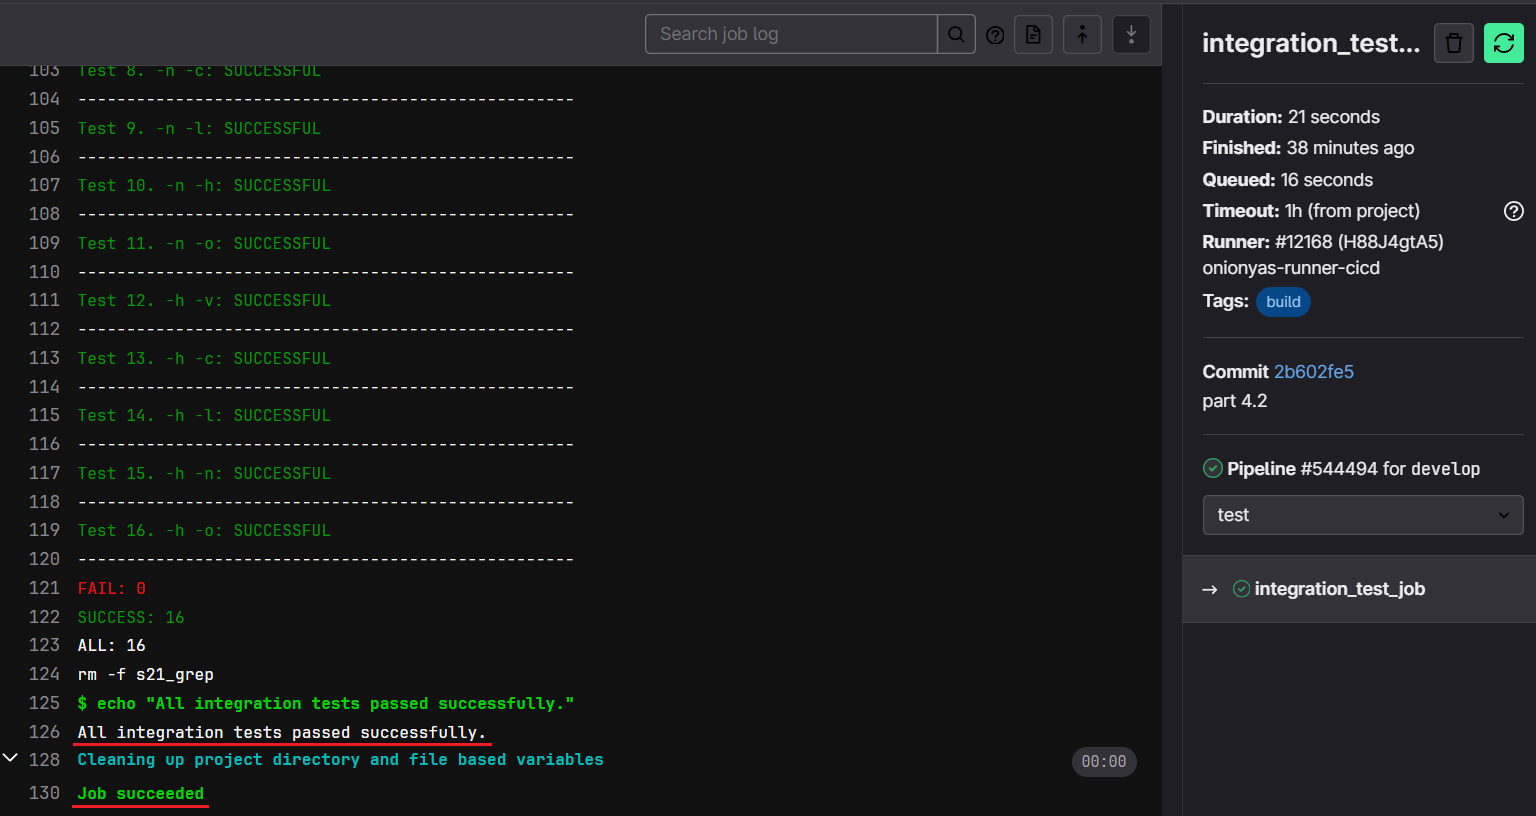 Search job log
103 Test 8. -n -c: SUCCESSFUL
104 ---------------------------------------------------
105 Test 9. -n -l: SUCCESSFUL
106 ---------------------------------------------------
107 Test 10. -n -h: SUCCESSFUL
108 ---------------------------------------------------
109 Test 11. -n -o: SUCCESSFUL
110 ---------------------------------------------------
111 Test 12. -h -v: SUCCESSFUL
112 ---------------------------------------------------
113 Test 13. -h -c: SUCCESSFUL
114 ---------------------------------------------------
115 Test 14. -h -l: SUCCESSFUL
116 ---------------------------------------------------
117 Test 15. -h -n: SUCCESSFUL
118 ---------------------------------------------------
119 Test 16. -h -o: SUCCESSFUL
120 ---------------------------------------------------
121 FAIL: 0
122 SUCCESS: 16
123 ALL: 16
124 rm -f s21_grep
125 $ echo "All integration tests passed successfully."
126 All integration tests passed successfully.
128 Cleaning up project directory and file based variables 00:00
130 Job succeeded
integration_test...
Duration: 21 seconds
Finished: 38 minutes ago
Queued: 16 seconds
Timeout: 1h (from project)
Runner: #12168 (H88J4gtA5)
onionyas-runner-cicd
Tags: build
Commit 2b602fe5
part 4.2
Pipeline #544494 for develop
test
→ integration_test_job